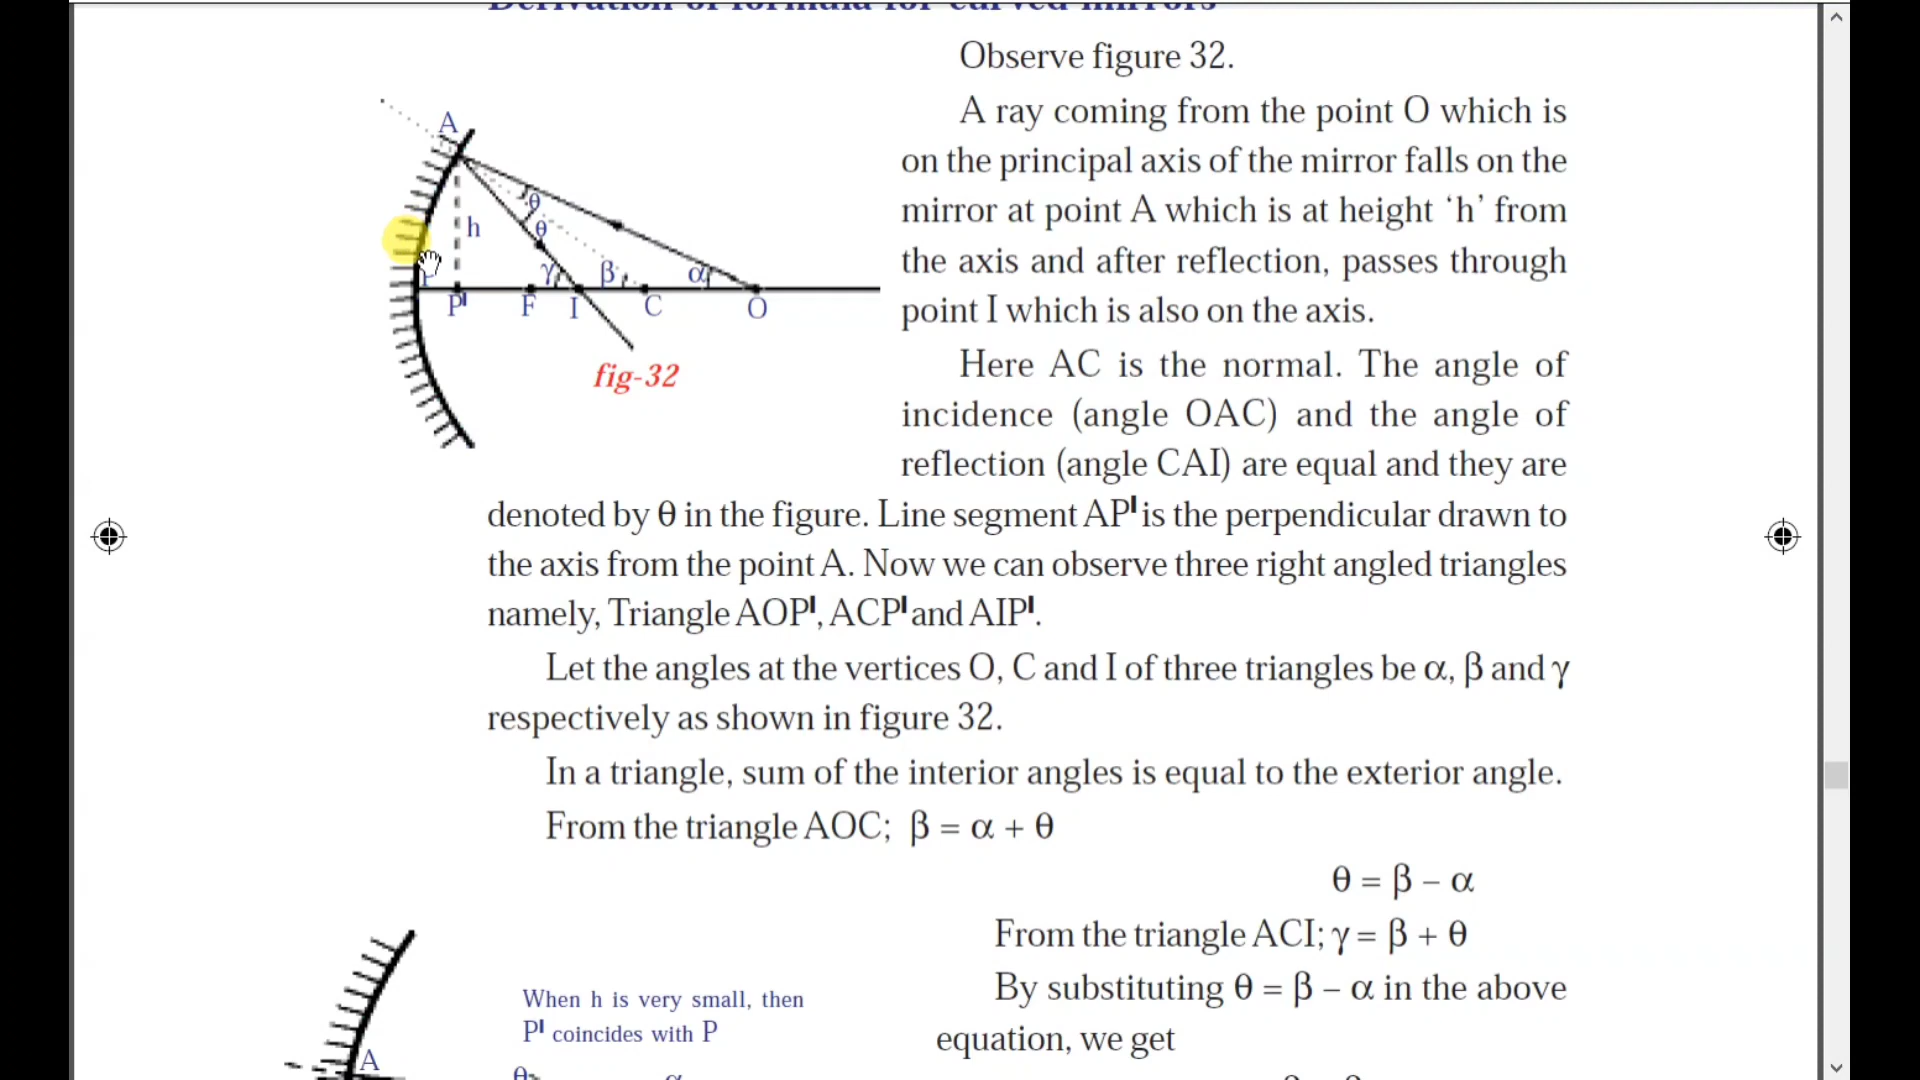 Derivation of formula for curved mirrors
Observe figure 32.
A ray coming from the point O which is
on the principal axis of the mirror falls on the
mirror at point A which is at height ‘h’ from
the axis and after reflection, passes through
point I which is also on the axis.
Here AC is the normal. The angle of
incidence (angle OAC) and the angle of
reflection (angle CAI) are equal and they are
denoted by θ in the figure. Line segment APᴵ is the perpendicular drawn to
the axis from the point A. Now we can observe three right angled triangles
namely, Triangle AOPᴵ, ACPᴵ and AIPᴵ.
Let the angles at the vertices O, C and I of three triangles be α, β and γ
respectively as shown in figure 32.
In a triangle, sum of the interior angles is equal to the exterior angle.
From the triangle AOC; β = α + θ
θ = β – α
From the triangle ACI; γ = β + θ
By substituting θ = β – α in the above
equation, we get
A
θ
h
θ
γ
β
α
P
Pᴵ
F
I
C
O
fig-32
When h is very small, then
Pᴵ coincides with P
A